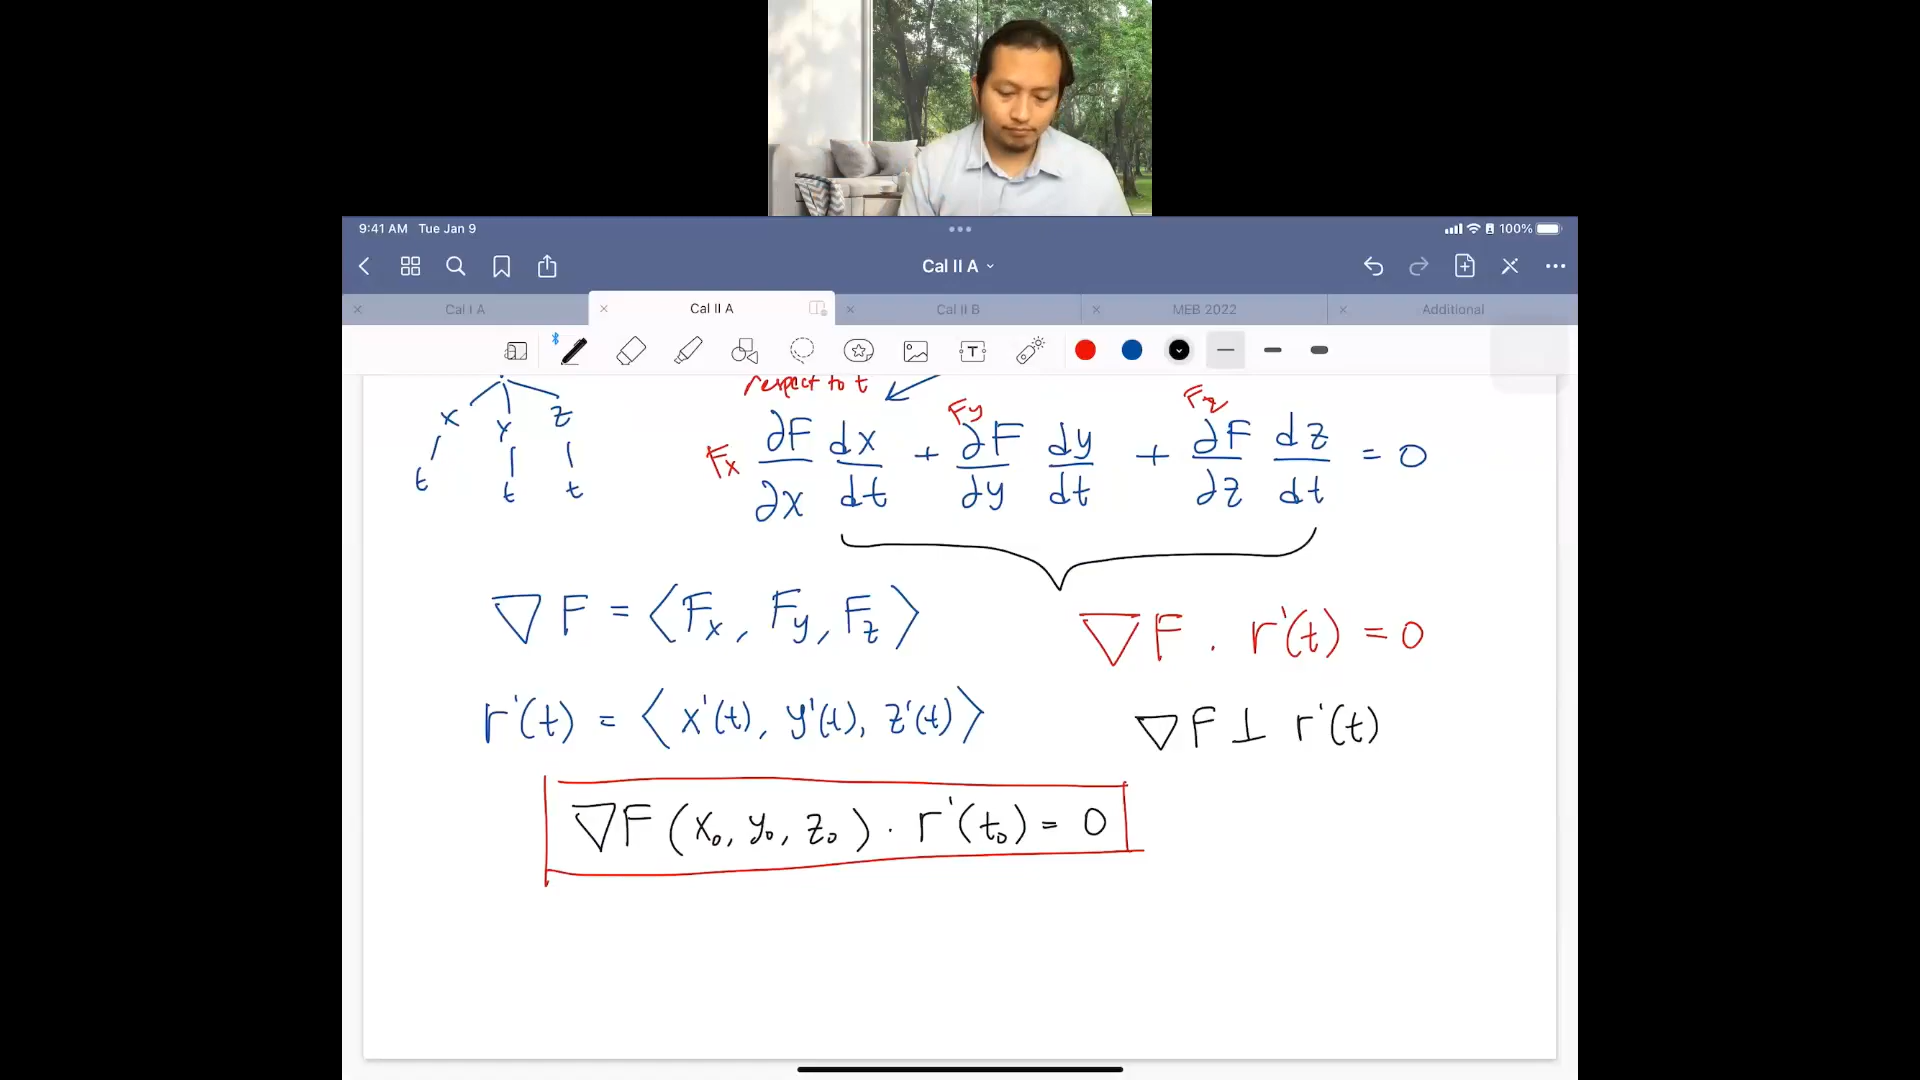 9:41 AM Tue Jan 9
100%
Cal II A
Cal I A
Cal II A
Cal II B
MEB 2022
Additional
T
respect to t
x y z
t t t
Fx ∂F/∂x dx/dt + Fy ∂F/∂y dy/dt + Fz ∂F/∂z dz/dt = 0
∇F = ⟨Fx, Fy, Fz⟩
∇F · r'(t) = 0
r'(t) = ⟨x'(t), y'(t), z'(t)⟩
∇F ⊥ r'(t)
∇F(x₀, y₀, z₀) · r'(t₀) = 0